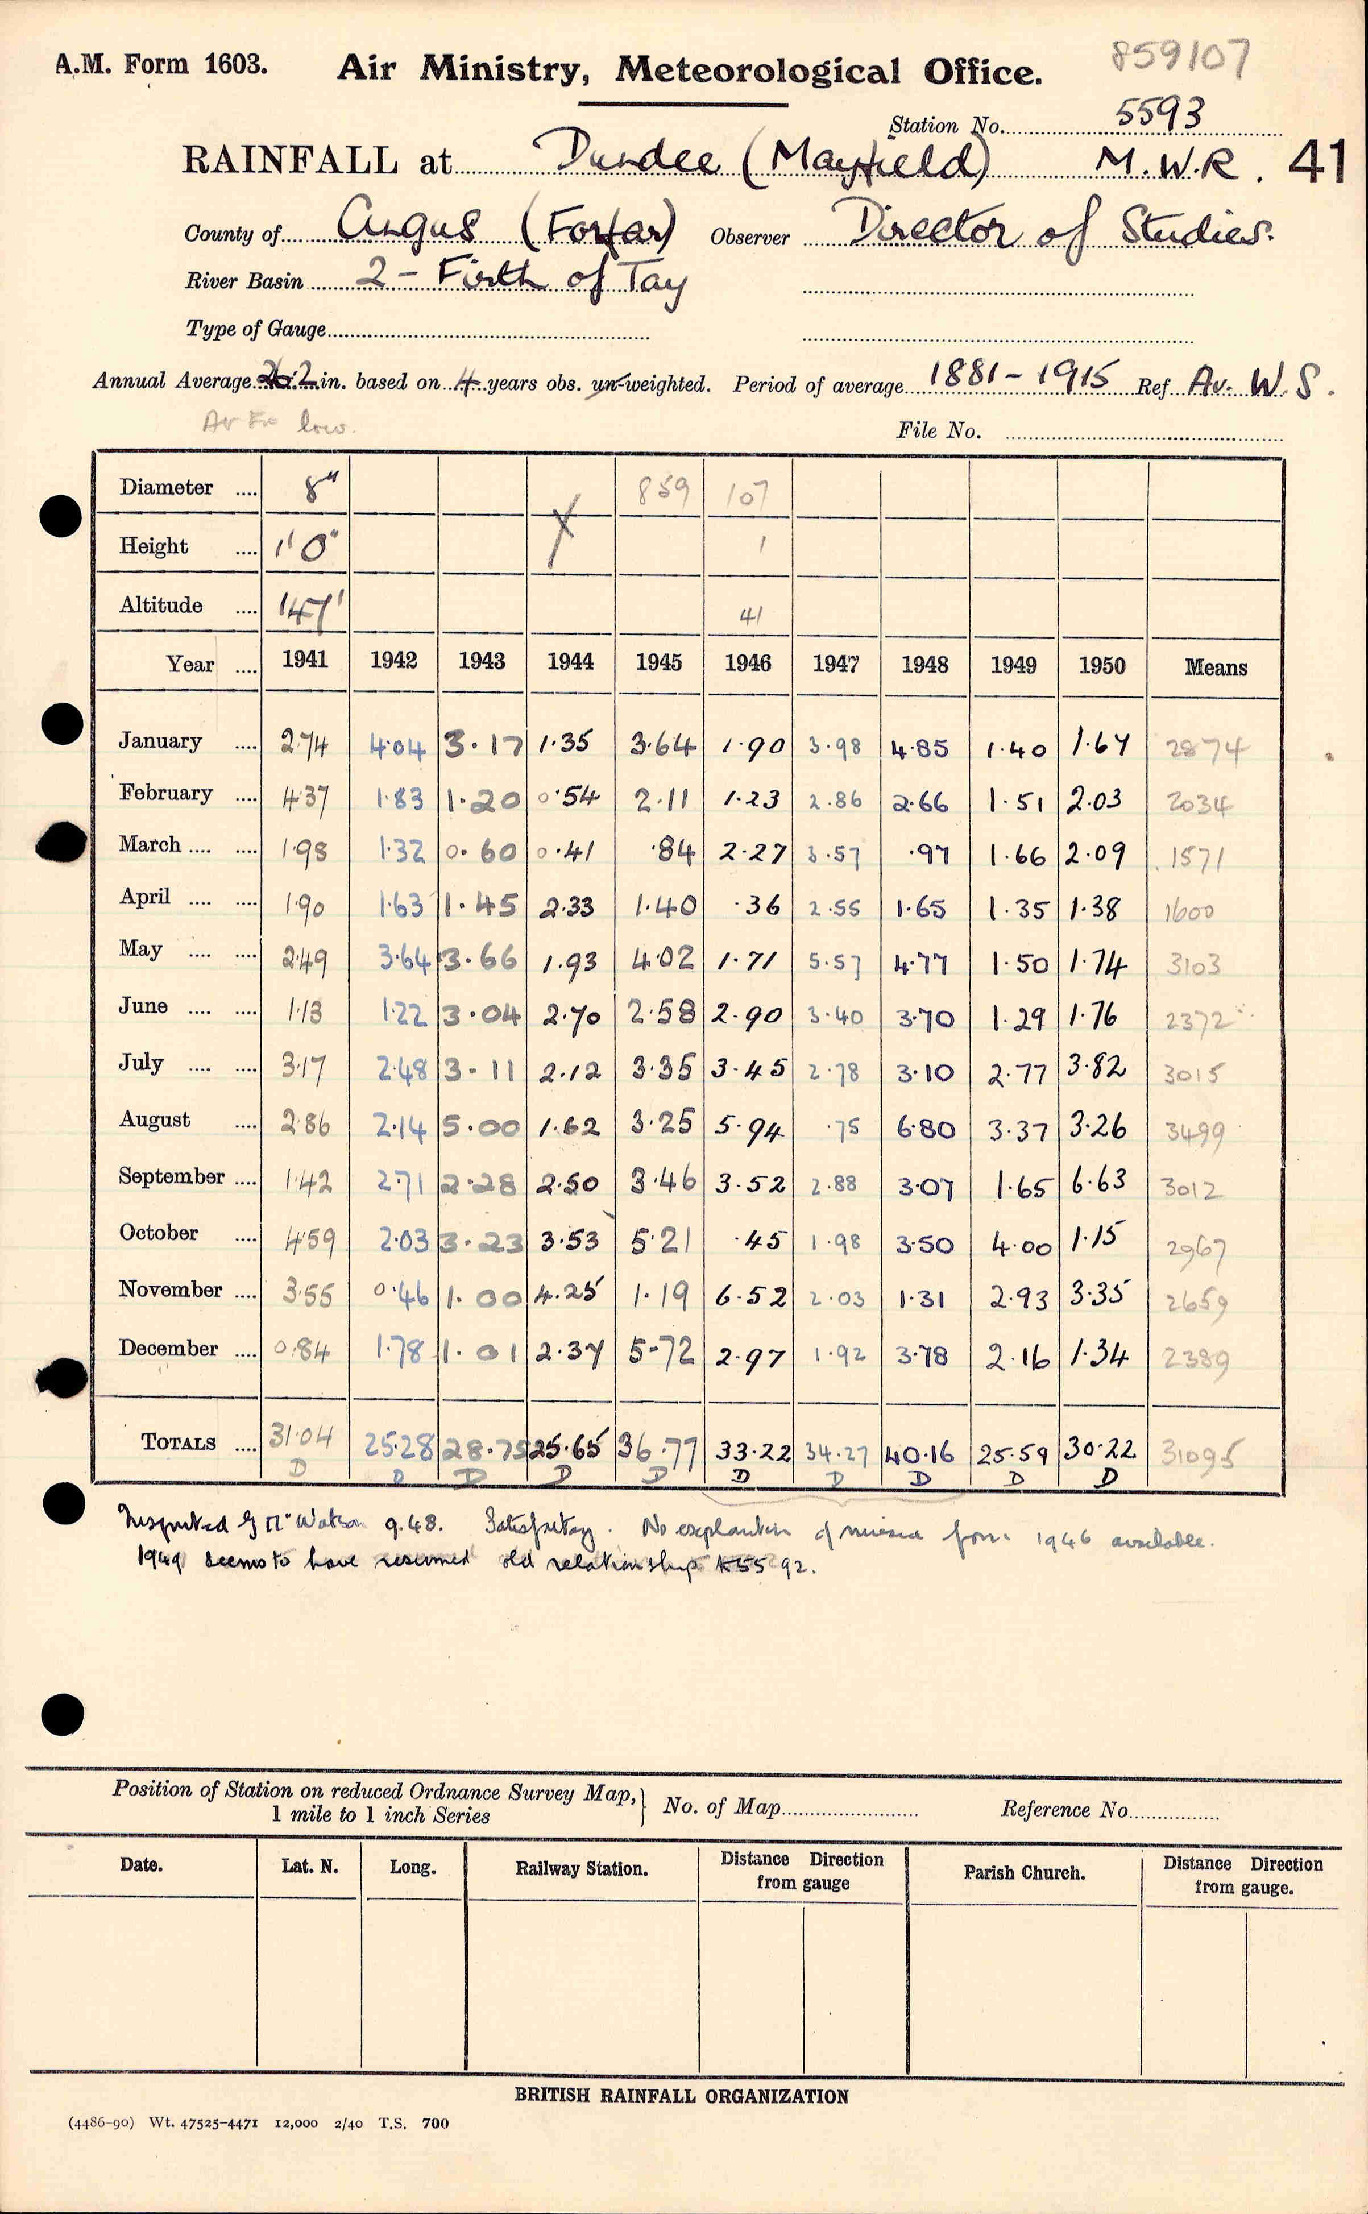 859107
A.M. Form 1603. Air Ministry, Meteorological Office.
Station No. 5593
RAINFALL at Dundee (Mayfield) M.W.R. 41
County of Angus (Forfar) Observer Director of Studies.
River Basin 2 - Firth of Tay
Type of Gauge
Annual Average 26.2 in. based on 4 years obs. un-weighted. Period of average 1881-1915 Ref Av. W.S.
low.
File No.
Diameter .... 8" 859 107
Height .... 1'0" X 1
Altitude .... 147' 41
Year .... 1941 1942 1943 1944 1945 1946 1947 1948 1949 1950 Means
January .... 2.74 4.04 3.17 1.35 3.64 1.90 3.98 4.85 1.40 1.67 2874
February .... 4.37 1.83 1.20 0.54 2.11 1.23 2.86 2.66 1.51 2.03 2034
March .... .... 1.98 1.32 0.60 0.41 .84 2.27 3.57 .97 1.66 2.09 1571
April .... .... 1.90 1.63 1.45 2.33 1.40 .36 2.55 1.65 1.35 1.38 1600
May .... .... 2.49 3.64 3.66 1.93 4.02 1.71 5.57 4.77 1.50 1.74 3103
June .... .... 1.13 1.22 3.04 2.70 2.58 2.90 3.40 3.70 1.29 1.76 2372
July .... .... 3.17 2.48 3.11 2.12 3.35 3.45 2.78 3.10 2.77 3.82 3015
August .... 2.86 2.14 5.00 1.62 3.25 5.94 .75 6.80 3.37 3.26 3499
September .... 1.42 2.71 2.28 2.50 3.46 3.52 2.88 3.07 1.65 6.63 3012
October .... 4.59 2.03 3.23 3.53 5.21 .45 1.98 3.50 4.00 1.15 2967
November .... 3.55 0.46 1.00 4.25 1.19 6.52 2.03 1.31 2.93 3.35 2659
December .... 0.84 1.78 1.01 2.37 5.72 2.97 1.92 3.78 2.16 1.34 2389
TOTALS .... 31.04 25.28 28.75 25.65 36.77 33.22 34.27 40.16 25.59 30.22 31095
D D D D D D D D D D
Inspected by Mr Watson 9.48. Satisfactory. No explanation of from 1946 available.
1949 seems to have resumed old relationship to 5592.
Position of Station on reduced Ordnance Survey Map, } No. of Map Reference No.
1 mile to 1 inch Series
Date. Lat. N. Long. Railway Station. Distance Direction from gauge Parish Church. Distance Direction from gauge.
BRITISH RAINFALL ORGANIZATION
(4486-90) Wt. 47525-4471 12,000 2/40 T.S. 700